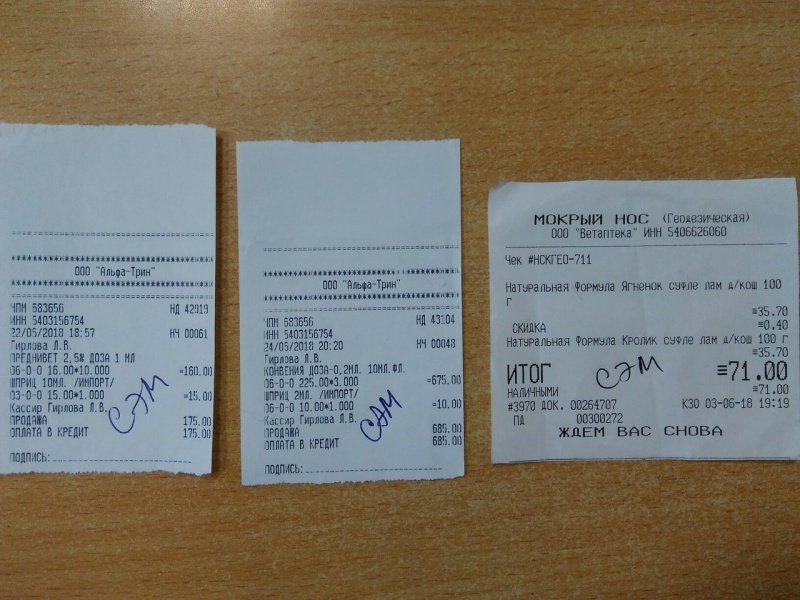 ООО "Альфа-Трин"
ЧПМ 683656 НД 42919
ИНН 5403156754
22/05/2018 18:57 НЧ 00061
Гирлова Л.В.
ПРЕДНИВЕТ 2,5% ДОЗА 1 МЛ
06-0-0 16.00*10.000 =160.00
ШПРИЦ 10МЛ. /ИМПОРТ/
03-0-0 15.00*1.000 =15.00
Кассир Гирлова Л.В.
ПРОДАЖА 175.00
ОПЛАТА В КРЕДИТ 175.00
ПОДПИСЬ:
СЭМ
ООО "Альфа-Трин"
ЧПМ 683656 НД 43104
ИНН 5403156754
24/05/2018 20:20 НЧ 00048
Гирлова Л.В.
КОНВЕНИЯ ДОЗА-0,2МЛ. 10МЛ.ФЛ.
06-0-0 225.00*3.000 =675.00
ШПРИЦ 2МЛ. /ИМПОРТ/
06-0-0 10.00*1.000 =10.00
Кассир Гирлова Л.В.
ПРОДАЖА 685.00
ОПЛАТА В КРЕДИТ 685.00
ПОДПИСЬ:
СЭМ
МОКРЫЙ НОС (Геодезическая)
ООО "Ветаптека" ИНН 5406626060
Чек #НСКГЕО-711
Натуральная Формула Ягненок суфле лам д/кош 100
г
≡35.70
СКИДКА ≡0.40
Натуральная Формула Кролик суфле лам д/кош 100 г
≡35.70
ИТОГ ≡71.00
НАЛИЧНЫМИ ≡71.00
#3970 ДОК. 00264707 К30 03-06-18 19:19
ПД 00300272
ЖДЕМ ВАС СНОВА
СЭМ